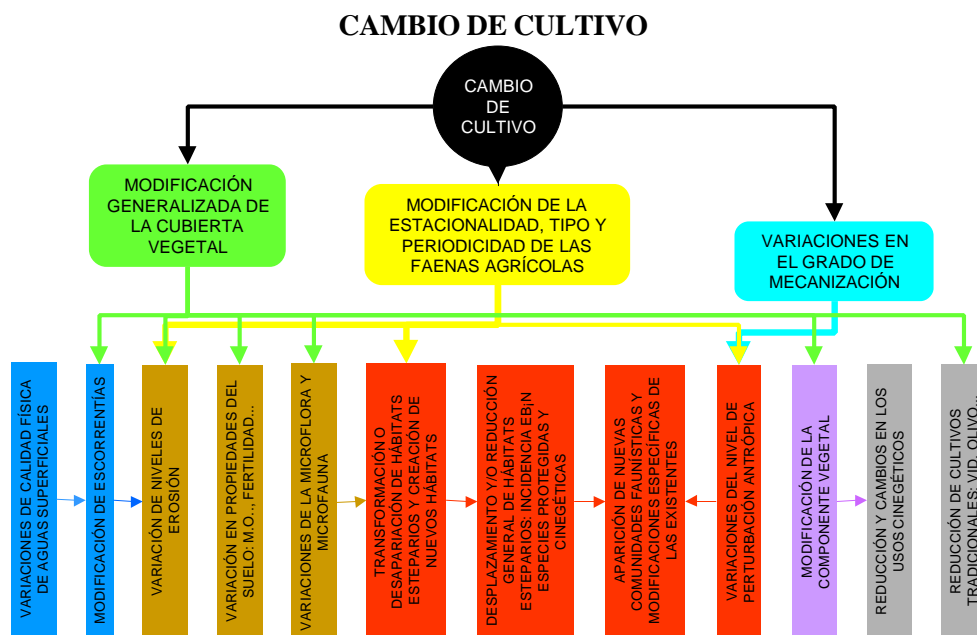 CAMBIO DE CULTIVO
CAMBIO
DE
CULTIVO
MODIFICACIÓN
GENERALIZADA DE
LA CUBIERTA
VEGETAL
MODIFICACIÓN DE LA
ESTACIONALIDAD, TIPO Y
PERIODICIDAD DE LAS
FAENAS AGRÍCOLAS
VARIACIONES EN
EL GRADO DE
MECANIZACIÓN
VARIACIONES DE CALIDAD FÍSICA
DE AGUAS SUPERFICIALES
MODIFICACIÓN DE ESCORRENTÍAS
VARIACIÓN DE NIVELES DE
EROSIÓN
VARIACIÓN EN PROPIEDADES DEL
SUELO: M.O.., FERTILIDAD...
VARIACIONES DE LA MICROFLORA Y
MICROFAUNA
TRANSFORMACIÓN O
DESAPARIACIÓN DE HÁBITATS
ESTEPARIOS Y CREACIÓN DE
NUEVOS HÁBITATS
DESPLAZAMIENTO Y/O REDUCCIÓN
GENERAL DE HÁBITATS
ESTEPARIOS: INCIDENCIA EB¡N
ESPECIES PROTEGIDAS Y
CINEGÉTICAS
APARICIÓN DE NUEVAS
COMUNIDADES FAUNÍSTICAS Y
MODIFICACIONES ESPECÍFICAS DE
LAS EXISTENTES
VARIACIONES DEL NIVEL DE
PERTURBACIÓN ANTRÓPICA
MODIFICACIÓN DE LA
COMPONENTE VEGETAL
REDUCCIÓN Y CAMBIOS EN LOS
USOS CINEGÉTICOS
REDUCCIÓN DE CULTIVOS
TRADICIONALES: VID, OLIVO...